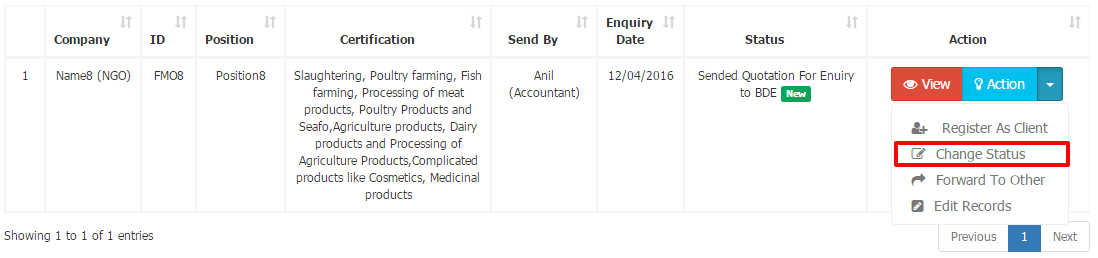 Company ID Position Certification Send By Enquiry Date Status Action
1 Name8 (NGO) FMO8 Position8 Slaughtering, Poultry farming, Fish
farming, Processing of meat
products, Poultry Products and
Seafo,Agriculture products, Dairy
products and Processing of
Agriculture Products,Complicated
products like Cosmetics, Medicinal
products
Anil
(Accountant)
12/04/2016
Sended Quotation For Enuiry
to BDE New
View Action
Register As Client
Change Status
Forward To Other
Edit Records
Showing 1 to 1 of 1 entries
Previous 1 Next